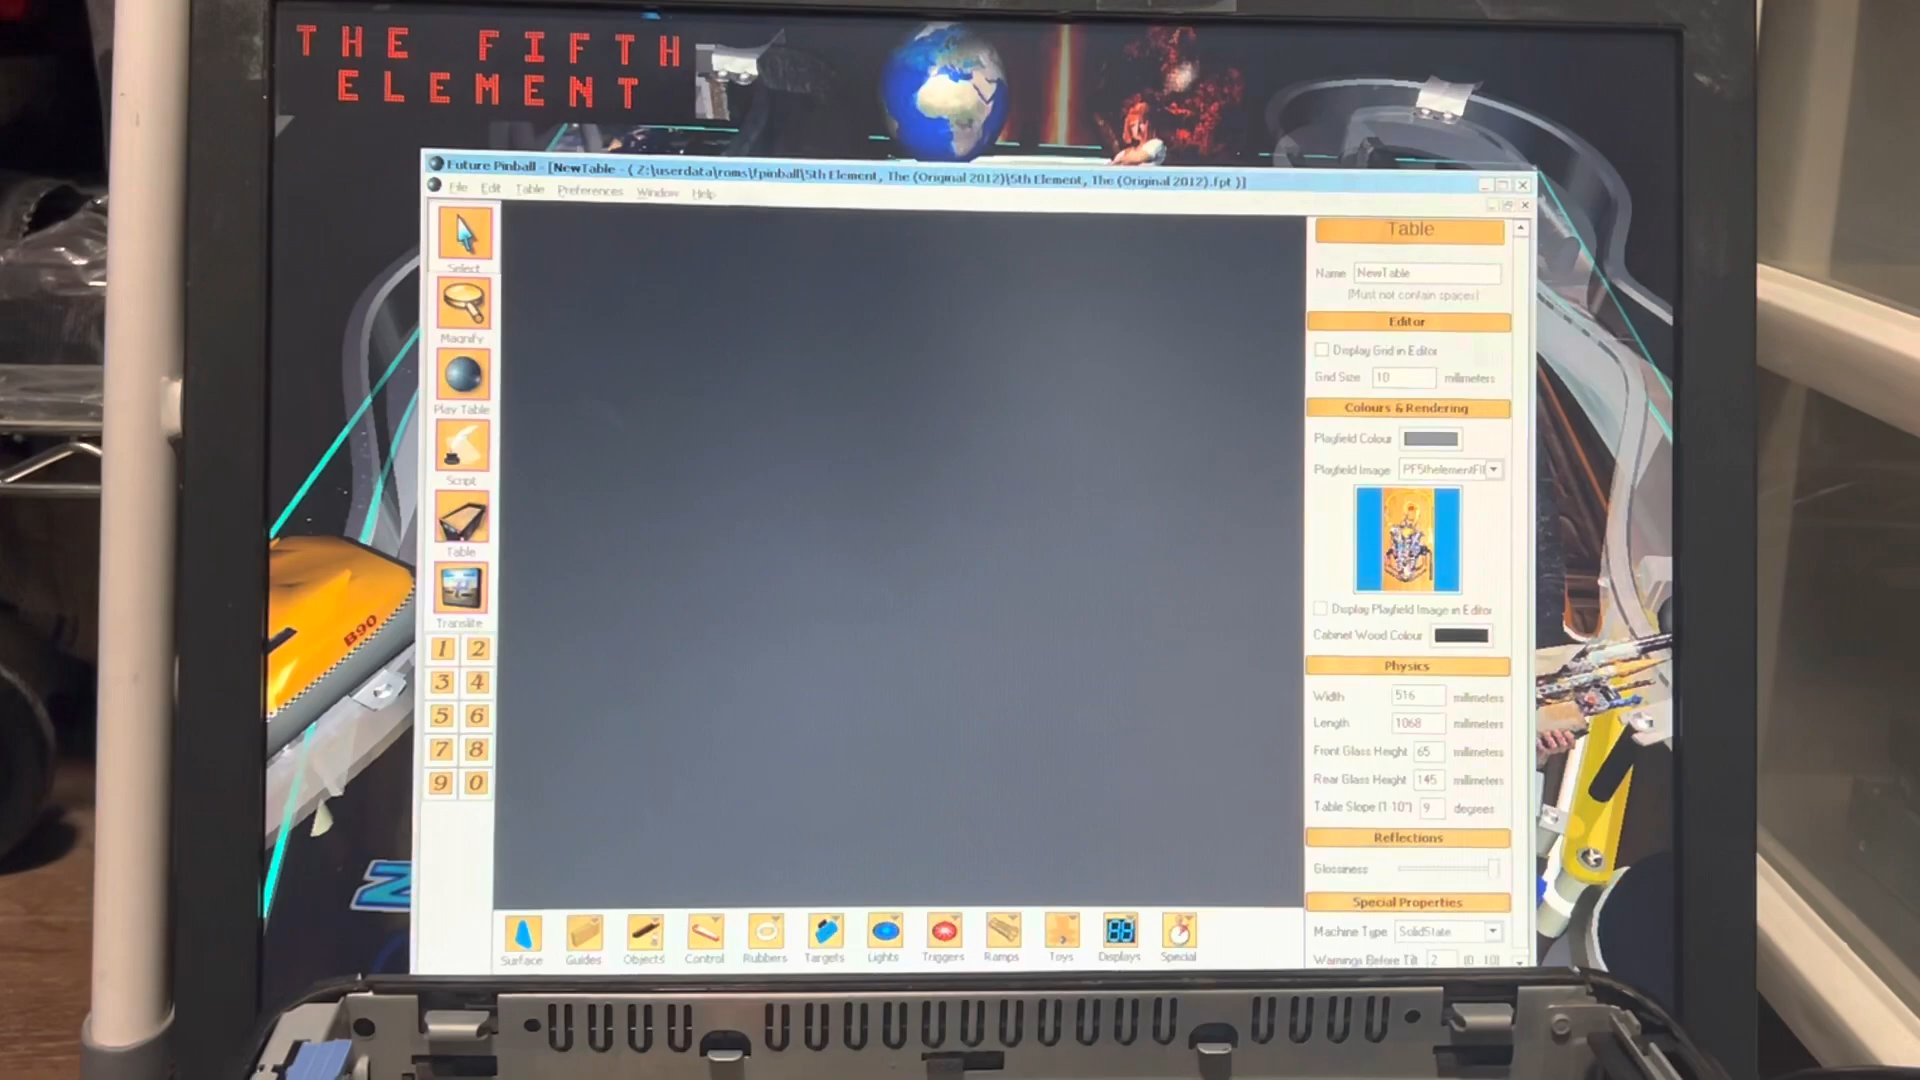 THE FIFTH
ELEMENT
Future Pinball - [NewTable - ( Z:\userdata\roms\fpinball\5th Element, The (Original 2012)\5th Element, The (Original 2012).fpt )]
File Edit Table Preferences Window Help
Select
Magnify
Play Table
Script
Table
Translite
1 2
3 4
5 6
7 8
9 0
Table
Name NewTable
(Must not contain spaces)
Editor
Display Grid in Editor
Grid Size 10 millimeters
Colours & Rendering
Playfield Colour
Playfield Image PF5thelementFil
Display Playfield Image in Editor
Cabinet Wood Colour
Physics
Width 516 millimeters
Length 1068 millimeters
Front Glass Height 65 millimeters
Rear Glass Height 145 millimeters
Table Slope (1 10°) 9 degrees
Reflections
Glossiness
Special Properties
Machine Type SolidState
Warnings Before Tilt 2 (0 - 10)
Surface Guides Objects Control Rubbers Targets Lights Triggers Ramps Toys Displays Special
B90
N